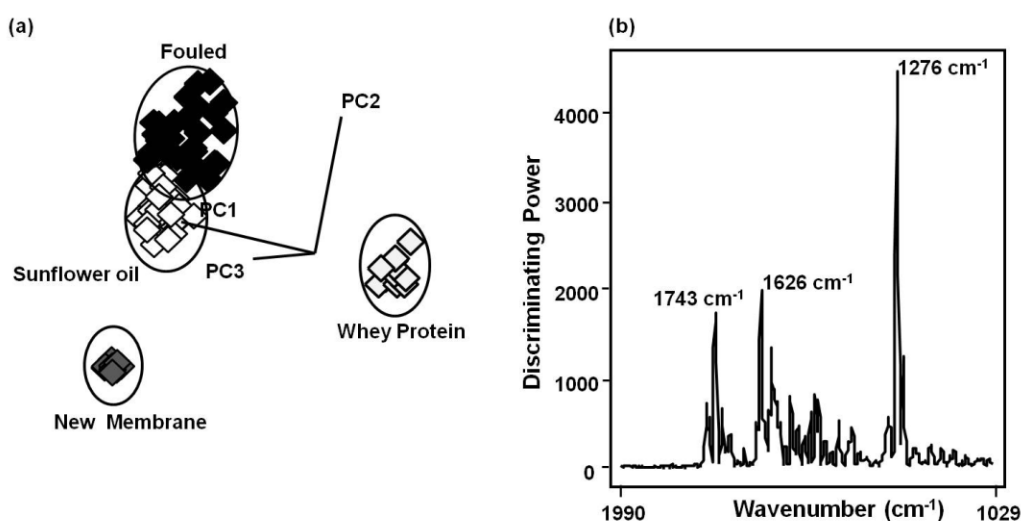 (a)
Fouled
PC2
PC1
PC3
Sunflower oil
Whey Protein
New Membrane
(b)
1276 cm-1
1626 cm-1
1743 cm-1
Discriminating Power
4000
3000
2000
1000
0
1990
Wavenumber (cm-1)
1029